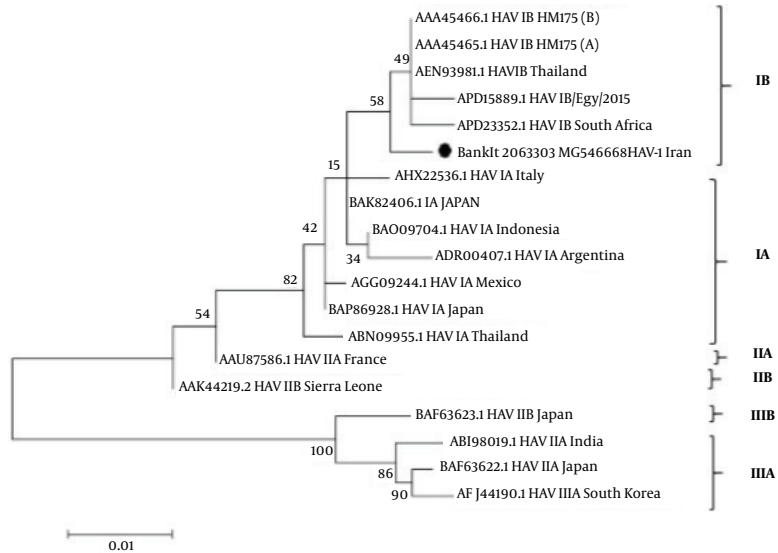 AAA45466.1 HAV IB HM175 (B)
AAA45465.1 HAV IB HM175 (A)
49
AEN93981.1 HAVIB Thailand
IB
58
APD15889.1 HAV IB/Egy/2015
APD23352.1 HAV IB South Africa
BankIt 2063303 MG546668HAV-1 Iran
15
AHX22536.1 HAV IA Italy
BAK82406.1 IA JAPAN
42
BAO09704.1 HAV IA Indonesia
34
ADR00407.1 HAV IA Argentina
IA
82
AGG09244.1 HAV IA Mexico
BAP86928.1 HAV IA Japan
54
ABN09955.1 HAV IA Thailand
AAU87586.1 HAV IIA France
IIA
AAK44219.2 HAV IIB Sierra Leone
IIB
BAF63623.1 HAV IIB Japan
IIIB
100
ABI98019.1 HAV IIA India
86
BAF63622.1 HAV IIA Japan
IIIA
90
AF J44190.1 HAV IIIA South Korea
0.01